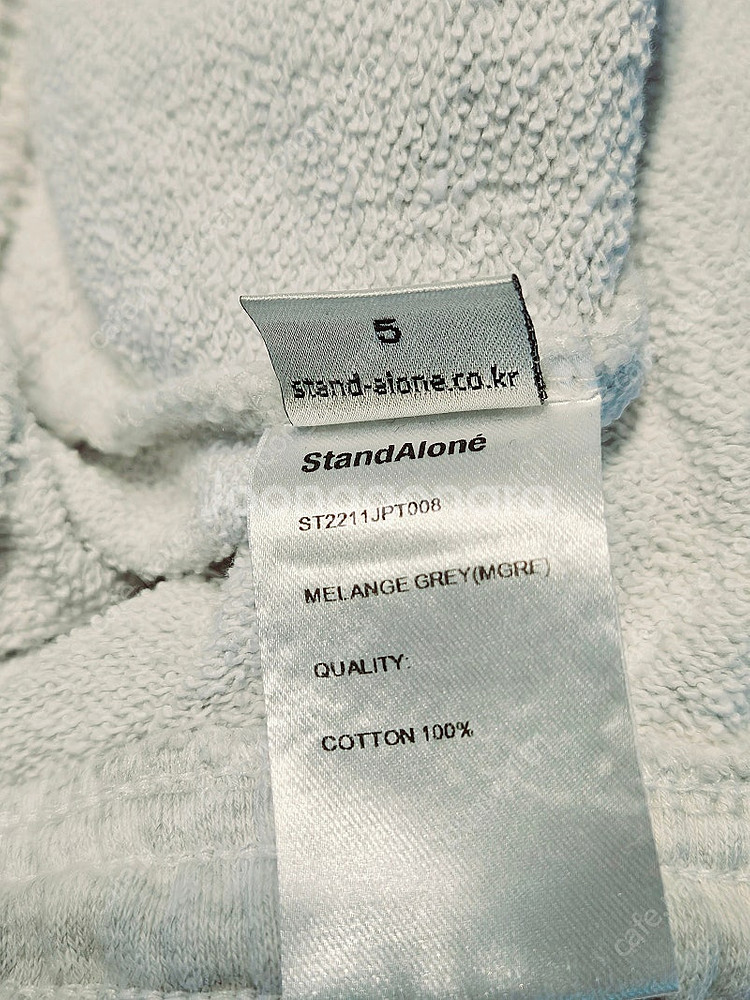 5
stand-alone.co.kr
StandAloné
ST2211JPT008
MELANGE GREY(MGRE)
QUALITY:
COTTON 100%